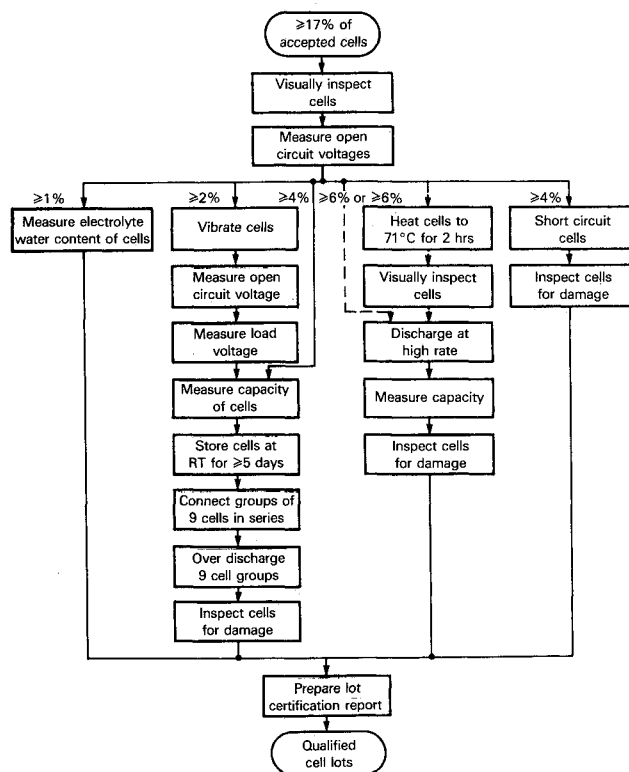 ≥17% of
accepted cells
Visually inspect
cells
Measure open
circuit voltages
≥1%
≥2%
≥4%
≥6% or ≥6%
≥4%
Measure electrolyte
water content of cells
Vibrate cells
Heat cells to
71°C for 2 hrs
Short circuit
cells
Measure open
circuit voltage
Visually inspect
cells
Inspect cells
for damage
Measure load
voltage
Discharge at
high rate
Measure capacity
of cells
Measure capacity
Store cells at
RT for ≥5 days
Inspect cells
for damage
Connect groups of
9 cells in series
Over discharge
9 cell groups
Inspect cells
for damage
Prepare lot
certification report
Qualified
cell lots